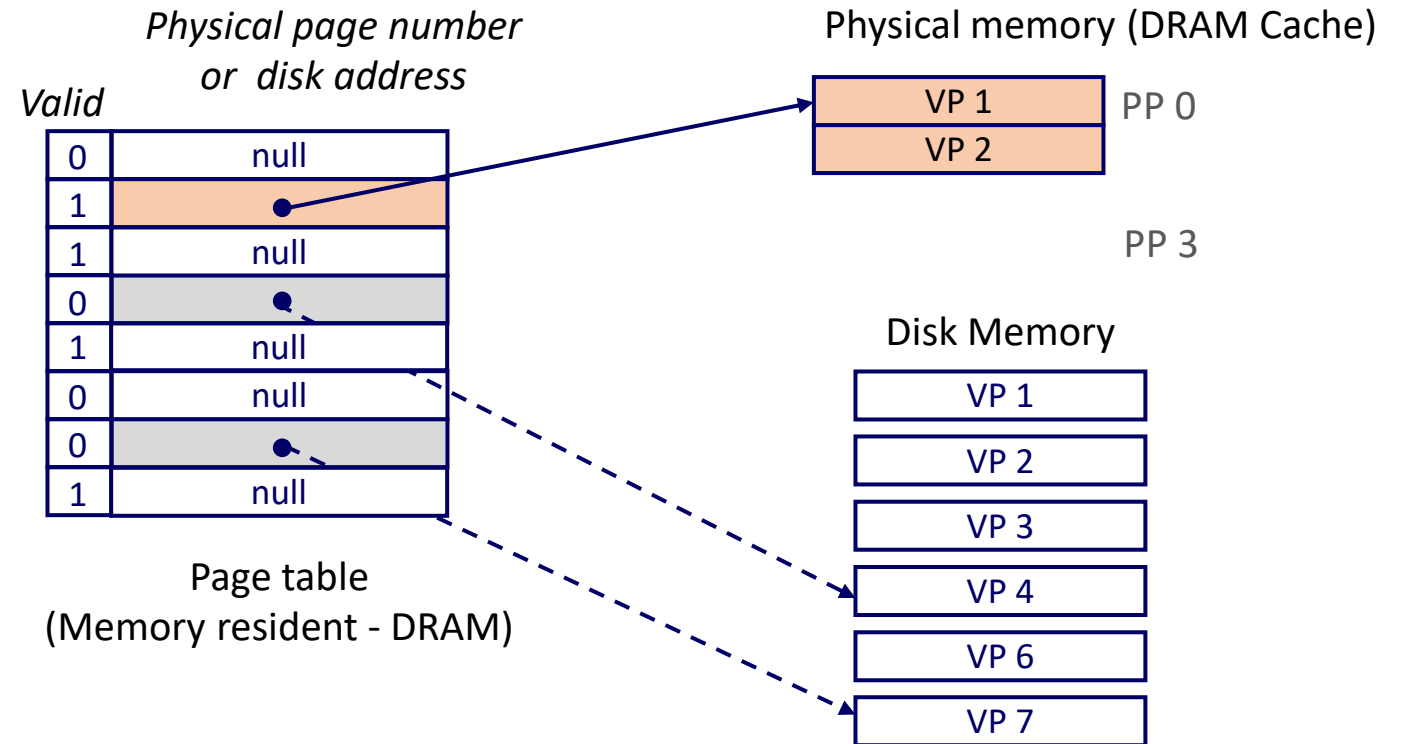 Physical page number
or disk address
Valid
0 null
1
1 null
0
1 null
0 null
0
1 null
Page table
(Memory resident - DRAM)
Physical memory (DRAM Cache)
VP 1 PP 0
VP 2
PP 3
Disk Memory
VP 1
VP 2
VP 3
VP 4
VP 6
VP 7